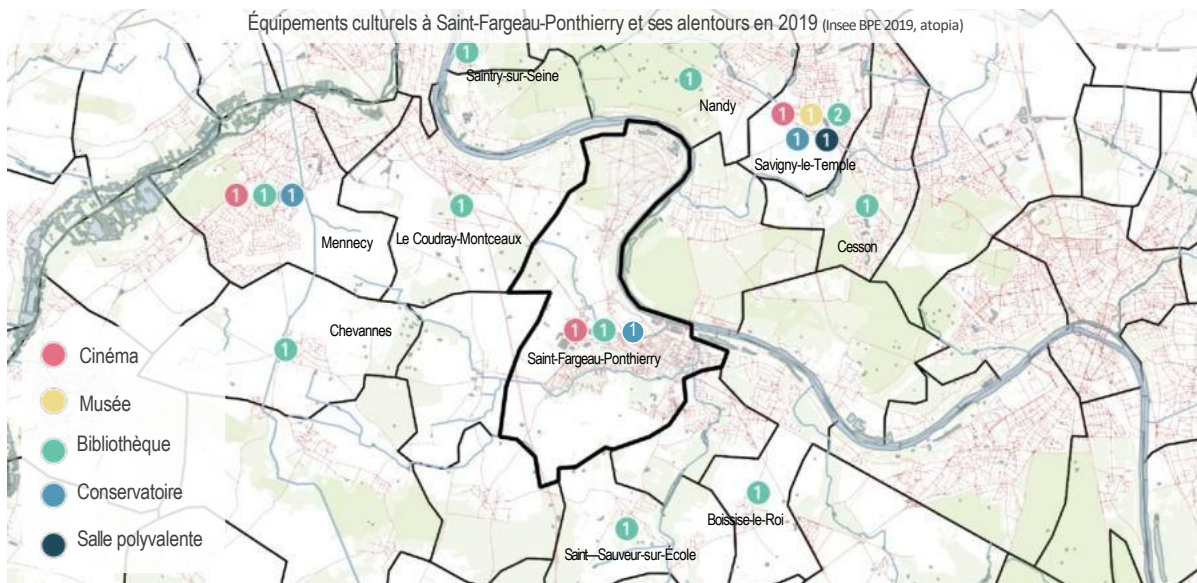 Équipements culturels à Saint-Fargeau-Ponthierry et ses alentours en 2019 (Insee BPE 2019, atopia)
1
Saintry-sur-Seine
1
Nandy
1 1 2
1 1
Savigny-le-Temple
1 1 1
Mennecy
1
Le Coudray-Montceaux
1
Cesson
Chevannes
1
1 1 1
Saint-Fargeau-Ponthierry
Cinéma
Musée
Bibliothèque
Conservatoire
Salle polyvalente
1
Boissise-le-Roi
1
Saint—Sauveur-sur-École